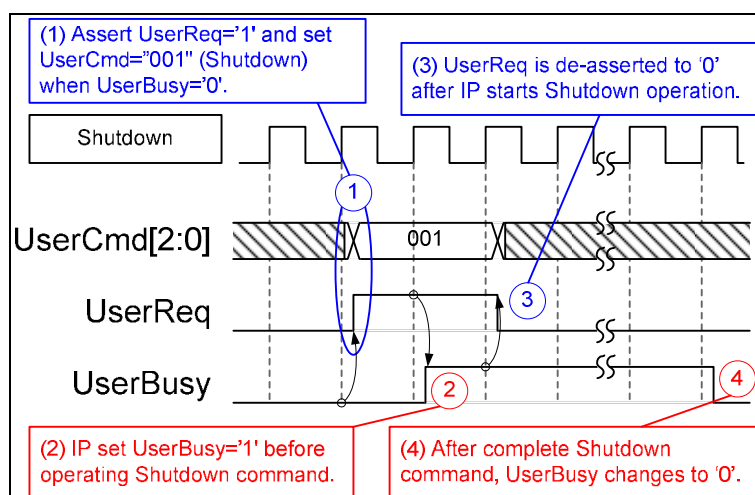 (1) Assert UserReq='1' and set
UserCmd="001" (Shutdown)
when UserBusy='0'.
(3) UserReq is de-asserted to '0'
after IP starts Shutdown operation.
Shutdown
1
UserCmd[2:0]
001
UserReq
3
UserBusy
2
4
(2) IP set UserBusy='1' before
operating Shutdown command.
(4) After complete Shutdown
command, UserBusy changes to '0'.